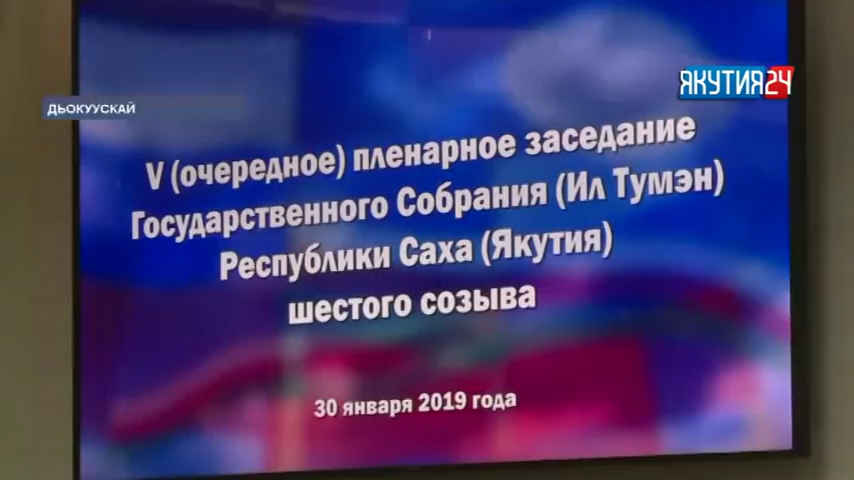 ЯКУТИЯ24
ДЬОКУУСКАЙ
V (очередное) пленарное заседание
Государственного Собрания (Ил Тумэн)
Республики Саха (Якутия)
шестого созыва
30 января 2019 года